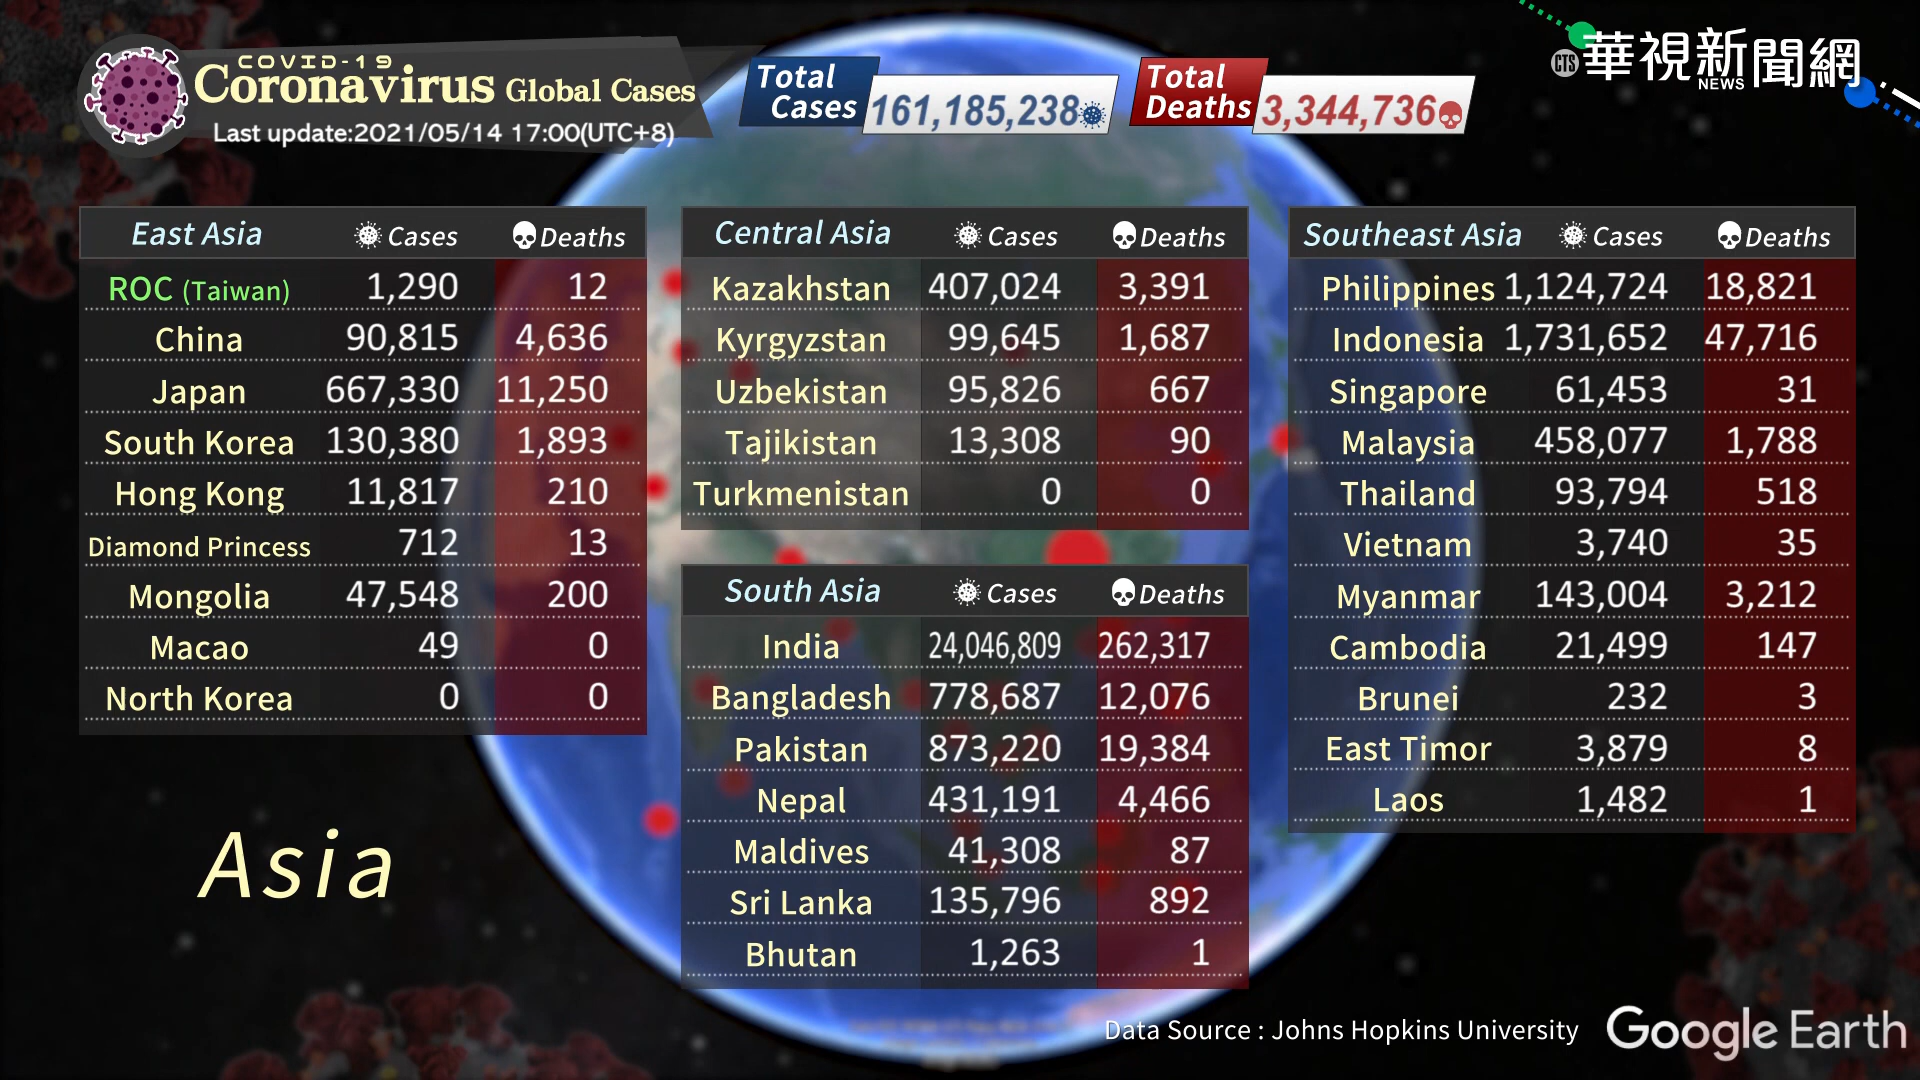 COVID-19
Coronavirus Global Cases
Last update:2021/05/14 17:00(UTC+8)
Total Cases 161,185,238
Total Deaths 3,344,736
CTS 華視新聞網
NEWS
East Asia Cases Deaths
ROC (Taiwan) 1,290 12
China 90,815 4,636
Japan 667,330 11,250
South Korea 130,380 1,893
Hong Kong 11,817 210
Diamond Princess 712 13
Mongolia 47,548 200
Macao 49 0
North Korea 0 0
Central Asia Cases Deaths
Kazakhstan 407,024 3,391
Kyrgyzstan 99,645 1,687
Uzbekistan 95,826 667
Tajikistan 13,308 90
Turkmenistan 0 0
South Asia Cases Deaths
India 24,046,809 262,317
Bangladesh 778,687 12,076
Pakistan 873,220 19,384
Nepal 431,191 4,466
Maldives 41,308 87
Sri Lanka 135,796 892
Bhutan 1,263 1
Southeast Asia Cases Deaths
Philippines 1,124,724 18,821
Indonesia 1,731,652 47,716
Singapore 61,453 31
Malaysia 458,077 1,788
Thailand 93,794 518
Vietnam 3,740 35
Myanmar 143,004 3,212
Cambodia 21,499 147
Brunei 232 3
East Timor 3,879 8
Laos 1,482 1
Asia
Data Source : Johns Hopkins University
Google Earth